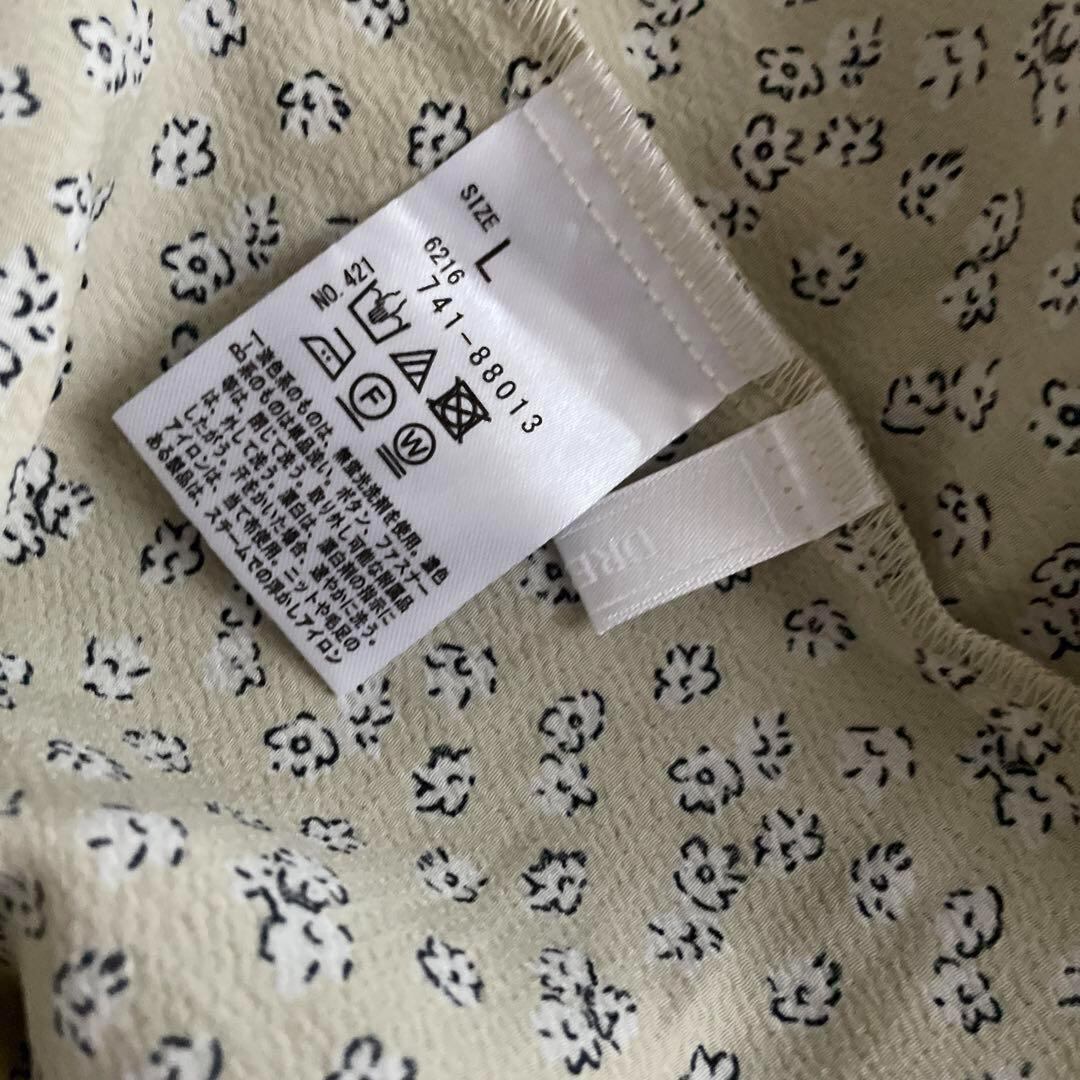 SIZE
L
6216
741-88013
NO. 421
F
W
淡色系のものは、無蛍光洗剤を使用。濃色
系のものは単品洗い。ボタン、ファスナー
等は、閉じて洗う。取り外し可能な附属品
は、外して洗う。漂白は、漂白剤の指示に
したがう。汗をかいた場合、速やかに洗う。
アイロンは、当て布使用。ニットや毛足の
ある製品は、スチームでの浮かしアイロン
DRE